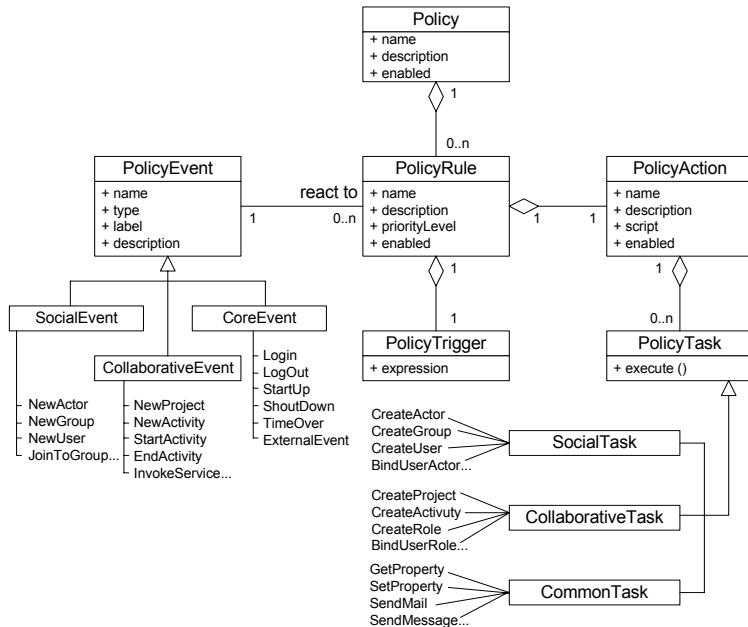 Policy
+ name
+ description
+ enabled
1
0..n
PolicyEvent
+ name
+ type
+ label
+ description
react to
1
0..n
PolicyRule
+ name
+ description
+ priorityLevel
+ enabled
1
1
PolicyAction
+ name
+ description
+ script
+ enabled
1
1
0..n
1
SocialEvent
CoreEvent
CollaborativeEvent
NewActor
NewGroup
NewUser
JoinToGroup...
NewProject
NewActivity
StartActivity
EndActivity
InvokeService...
Login
LogOut
StartUp
ShoutDown
TimeOver
ExternalEvent
PolicyTrigger
+ expression
PolicyTask
+ execute ()
CreateActor
CreateGroup
CreateUser
BindUserActor...
SocialTask
CreateProject
CreateActivuty
CreateRole
BindUserRole...
CollaborativeTask
GetProperty
SetProperty
SendMail
SendMessage...
CommonTask